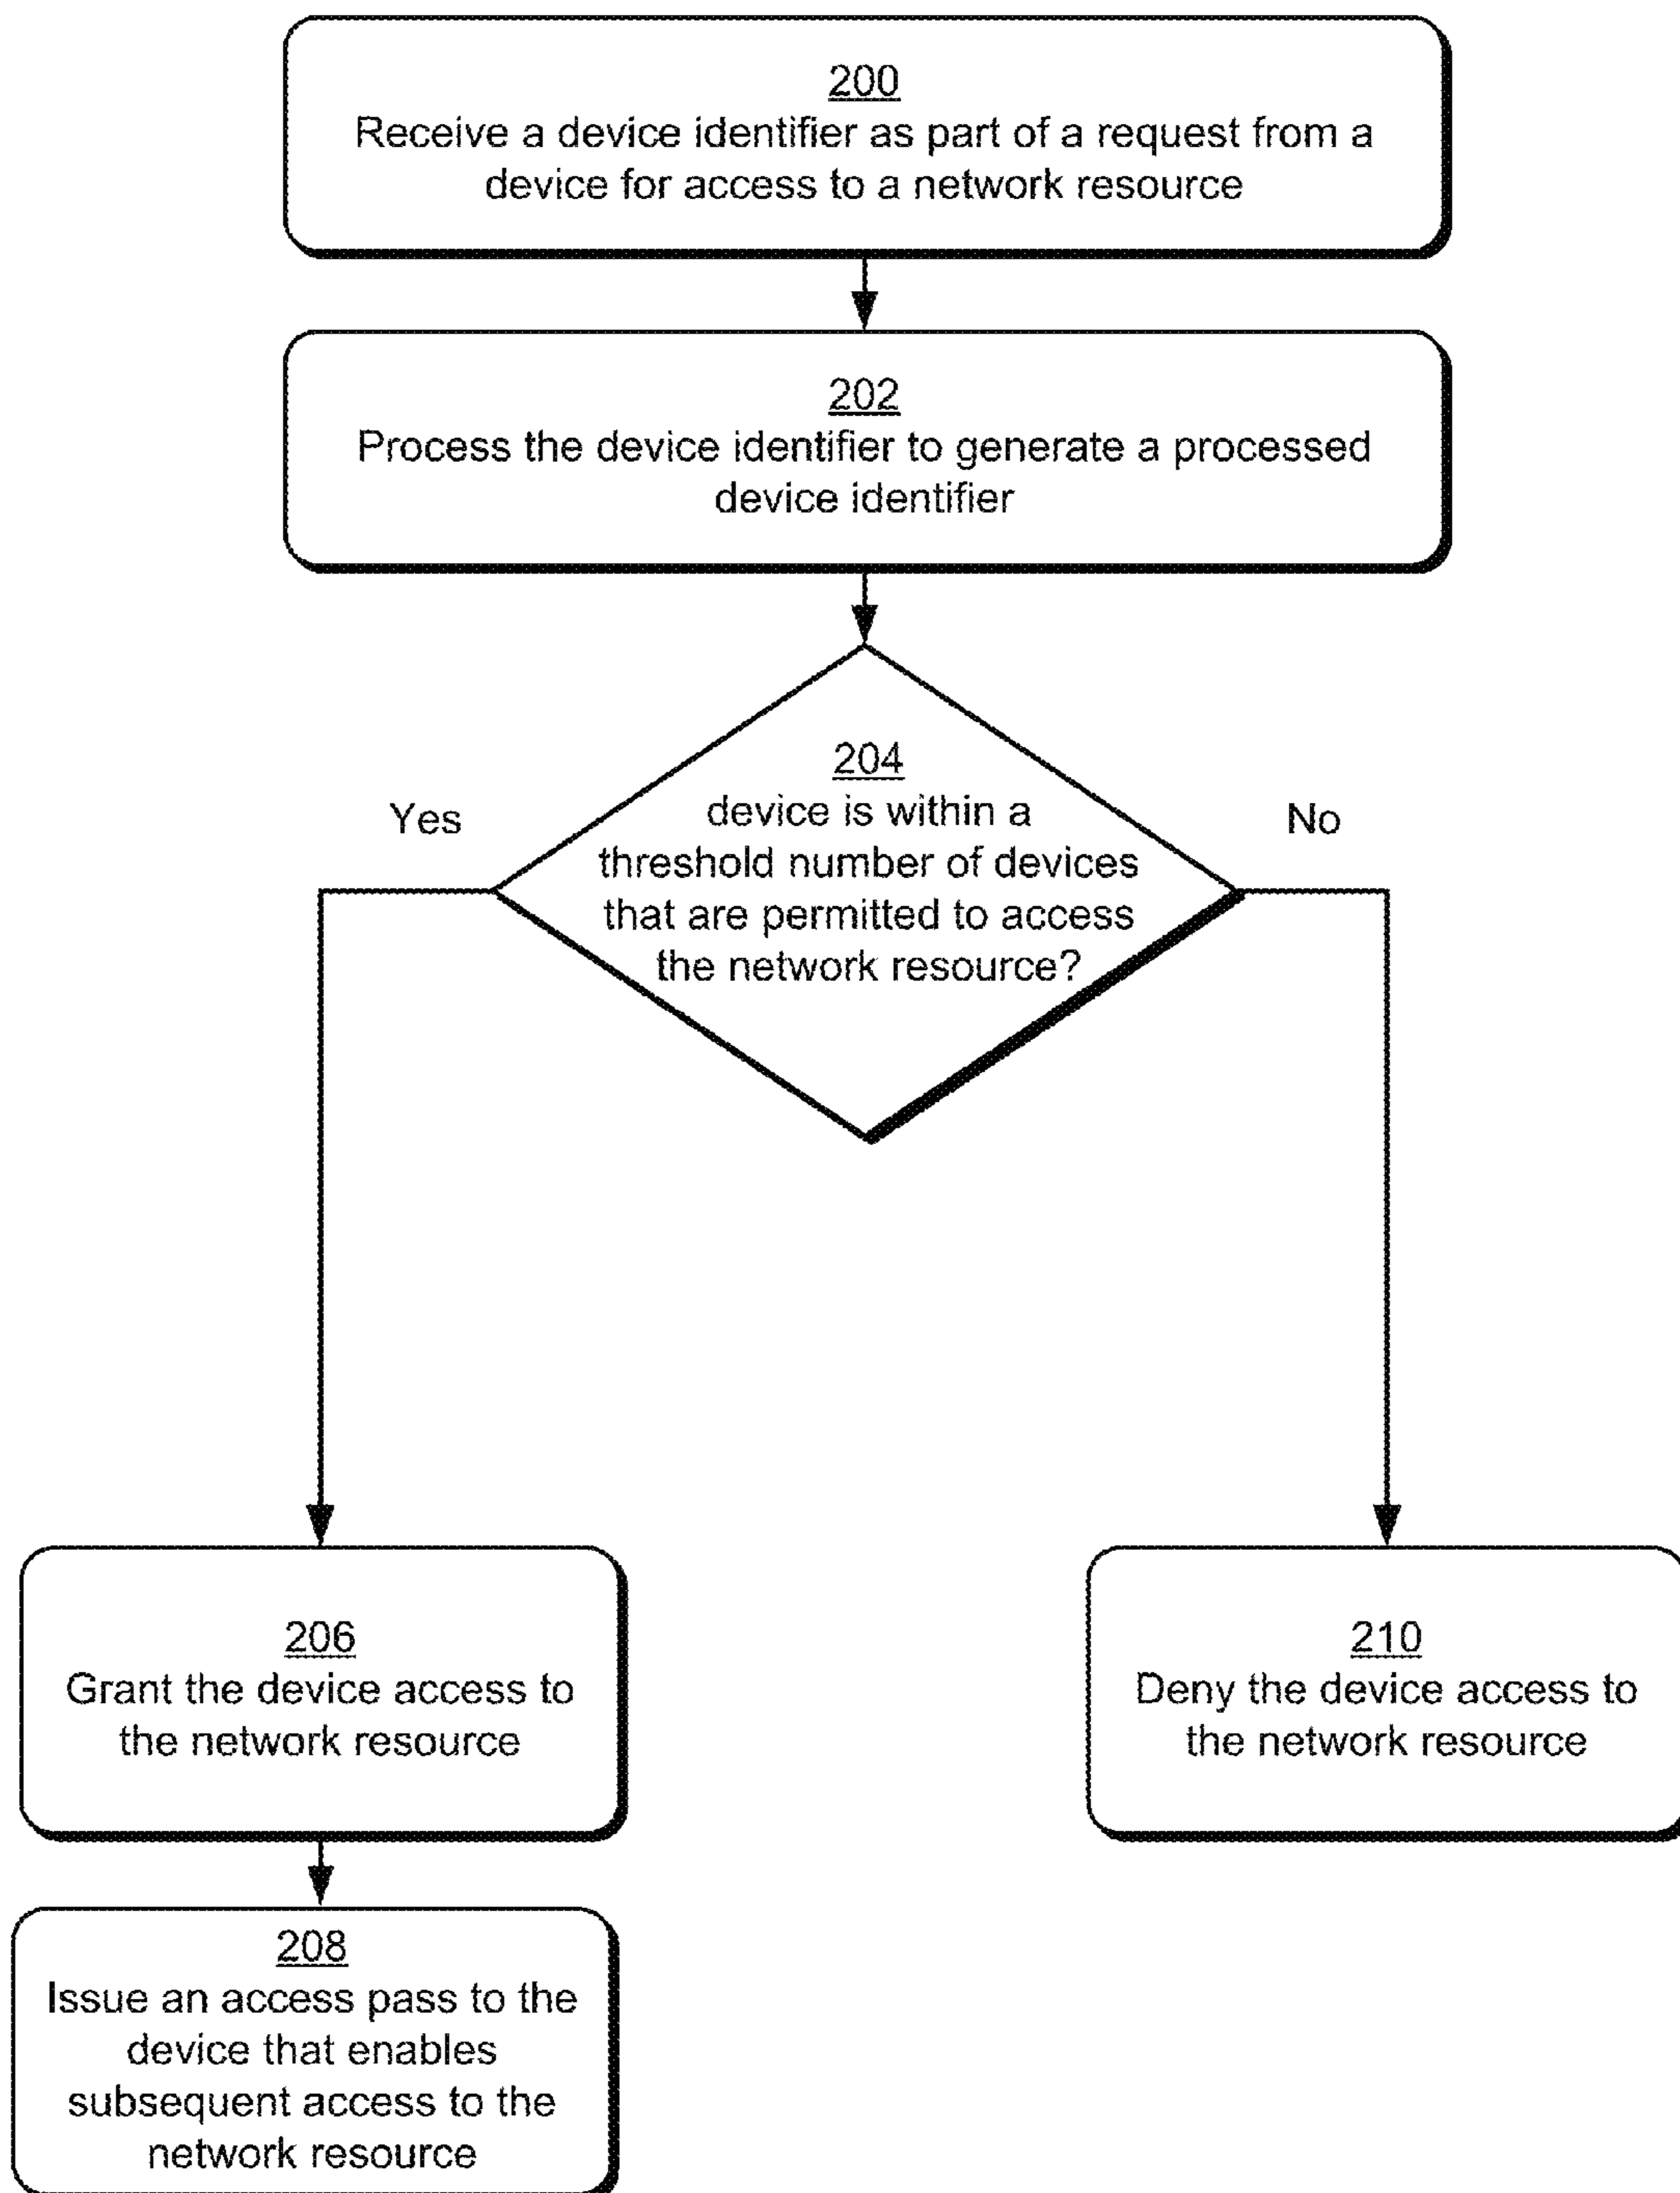 200
Receive a device identifier as part of a request from a
device for access to a network resource
202
Process the device identifier to generate a processed
device identifier
204
device is within a
threshold number of devices
that are permitted to access
the network resource?
Yes
No
206
Grant the device access to
the network resource
210
Deny the device access to
the network resource
208
Issue an access pass to the
device that enables
subsequent access to the
network resource